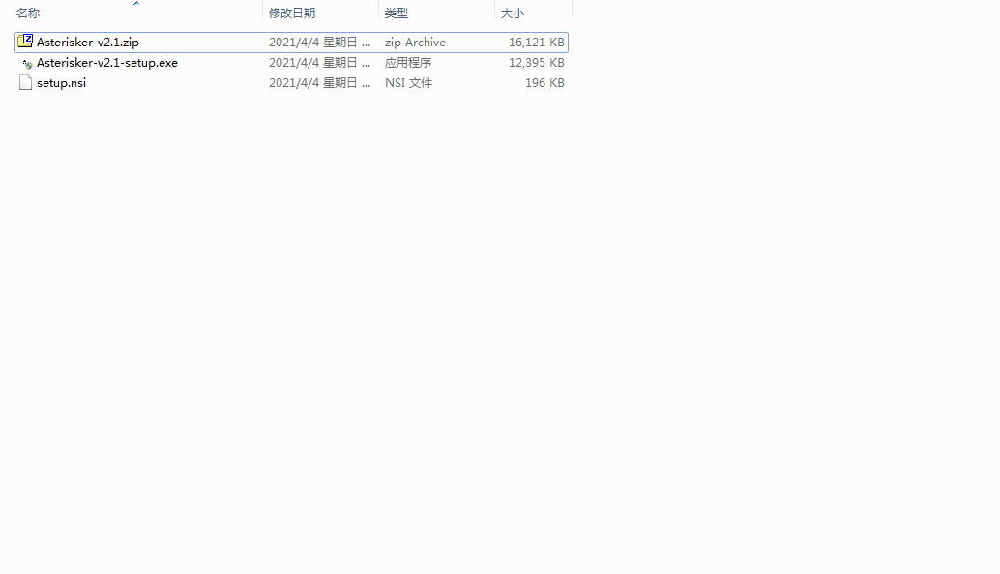 名称 修改日期 类型 大小
Asterisker-v2.1.zip 2021/4/4 星期日 ... zip Archive 16,121 KB
Asterisker-v2.1-setup.exe 2021/4/4 星期日 ... 应用程序 12,395 KB
setup.nsi 2021/4/4 星期日 ... NSI 文件 196 KB